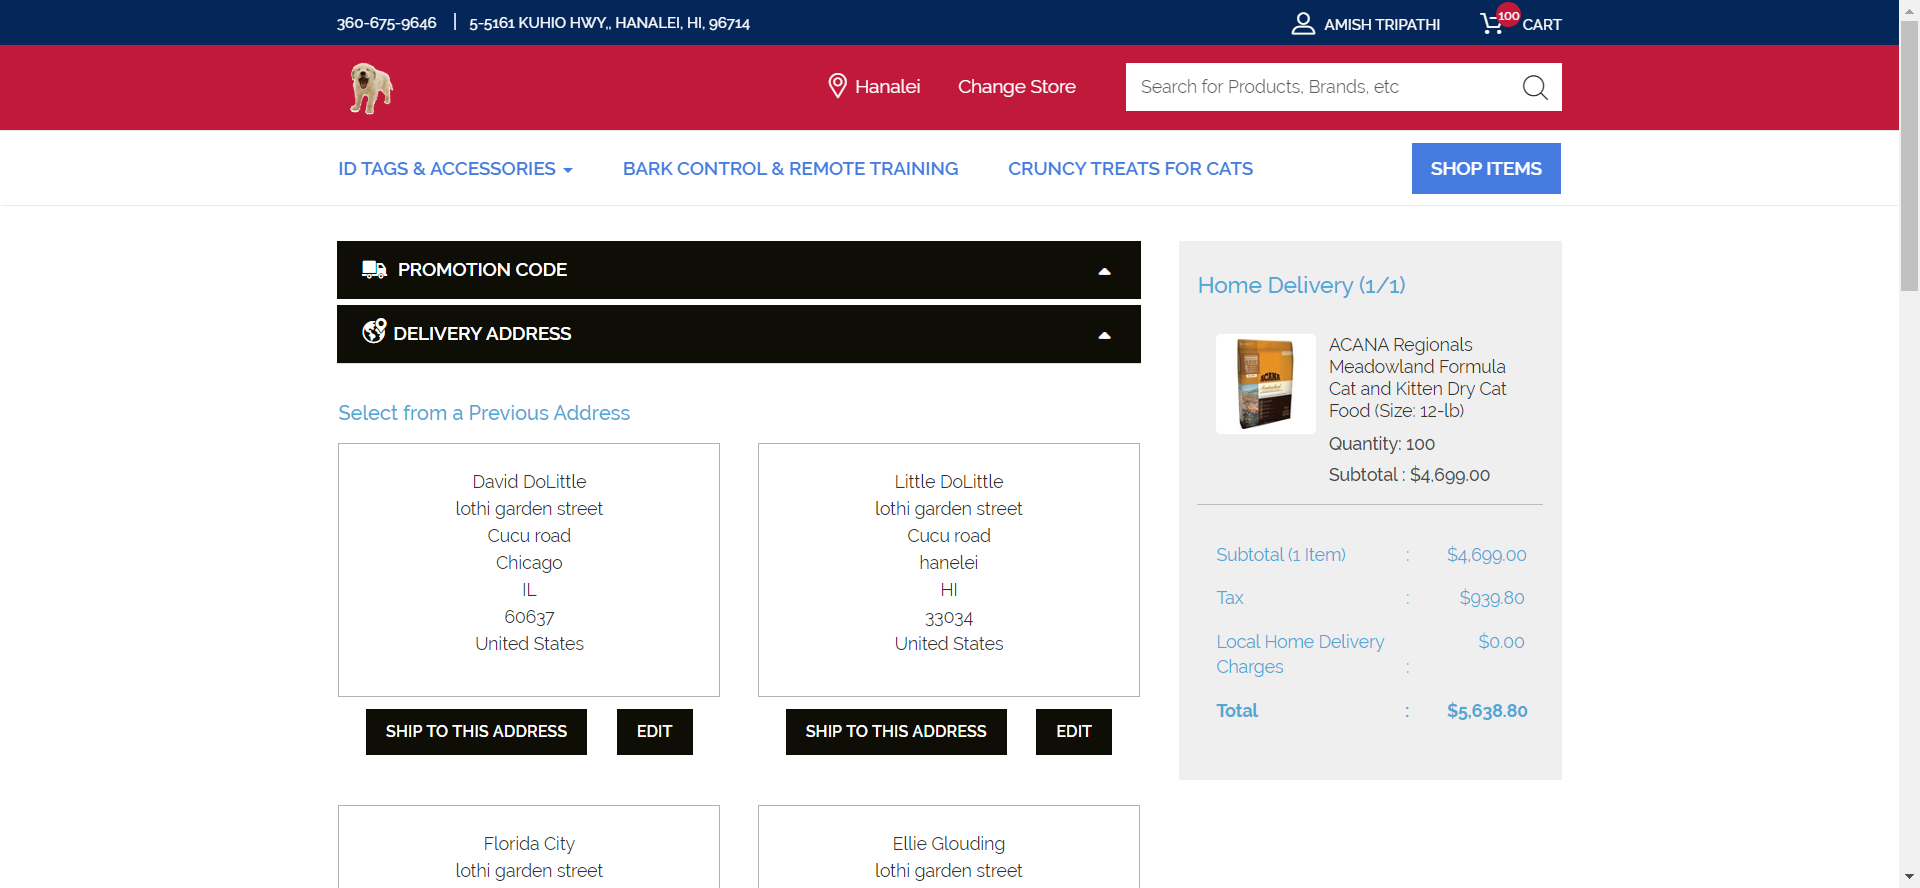 360-675-9646 | 5-5161 KUHIO HWY,, HANALEI, HI, 96714
AMISH TRIPATHI
100
CART
Hanalei
Change Store
Search for Products, Brands, etc
ID TAGS & ACCESSORIES
BARK CONTROL & REMOTE TRAINING
CRUNCY TREATS FOR CATS
SHOP ITEMS
PROMOTION CODE
DELIVERY ADDRESS
Select from a Previous Address
David DoLittle
lothi garden street
Cucu road
Chicago
IL
60637
United States
SHIP TO THIS ADDRESS
EDIT
Little DoLittle
lothi garden street
Cucu road
hanelei
HI
33034
United States
SHIP TO THIS ADDRESS
EDIT
Florida City
lothi garden street
Ellie Glouding
lothi garden street
Home Delivery (1/1)
ACANA
ACANA Regionals
Meadowland Formula
Cat and Kitten Dry Cat
Food (Size: 12-lb)
Quantity: 100
Subtotal : $4,699.00
Subtotal (1 Item) : $4,699.00
Tax : $939.80
Local Home Delivery
Charges : $0.00
Total : $5,638.80